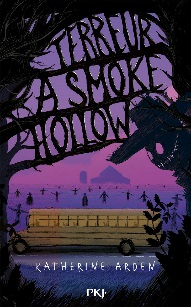 TERREUR
A SMOKE
HOLLOW
KATHERINE ARDEN
PKJ·